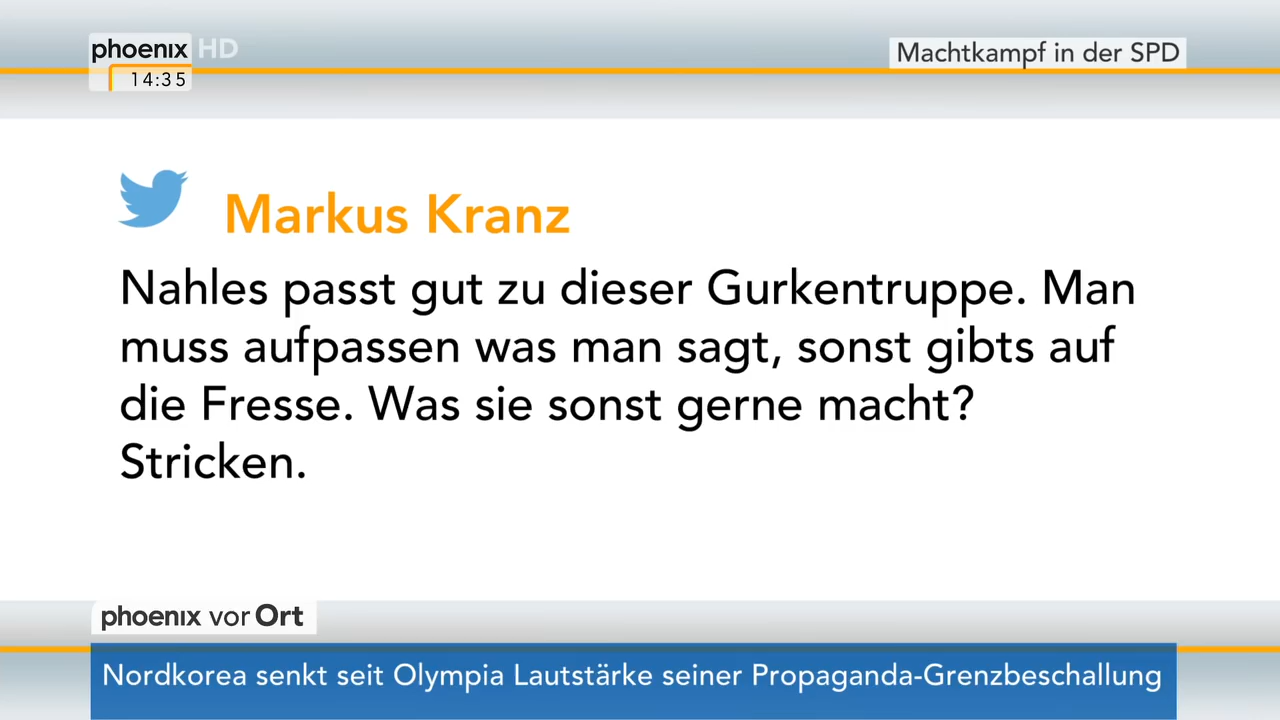 phoenix HD
14:35
Machtkampf in der SPD
Markus Kranz
Nahles passt gut zu dieser Gurkentruppe. Man
muss aufpassen was man sagt, sonst gibts auf
die Fresse. Was sie sonst gerne macht?
Stricken.
phoenix vor Ort
Nordkorea senkt seit Olympia Lautstärke seiner Propaganda-Grenzbeschallung